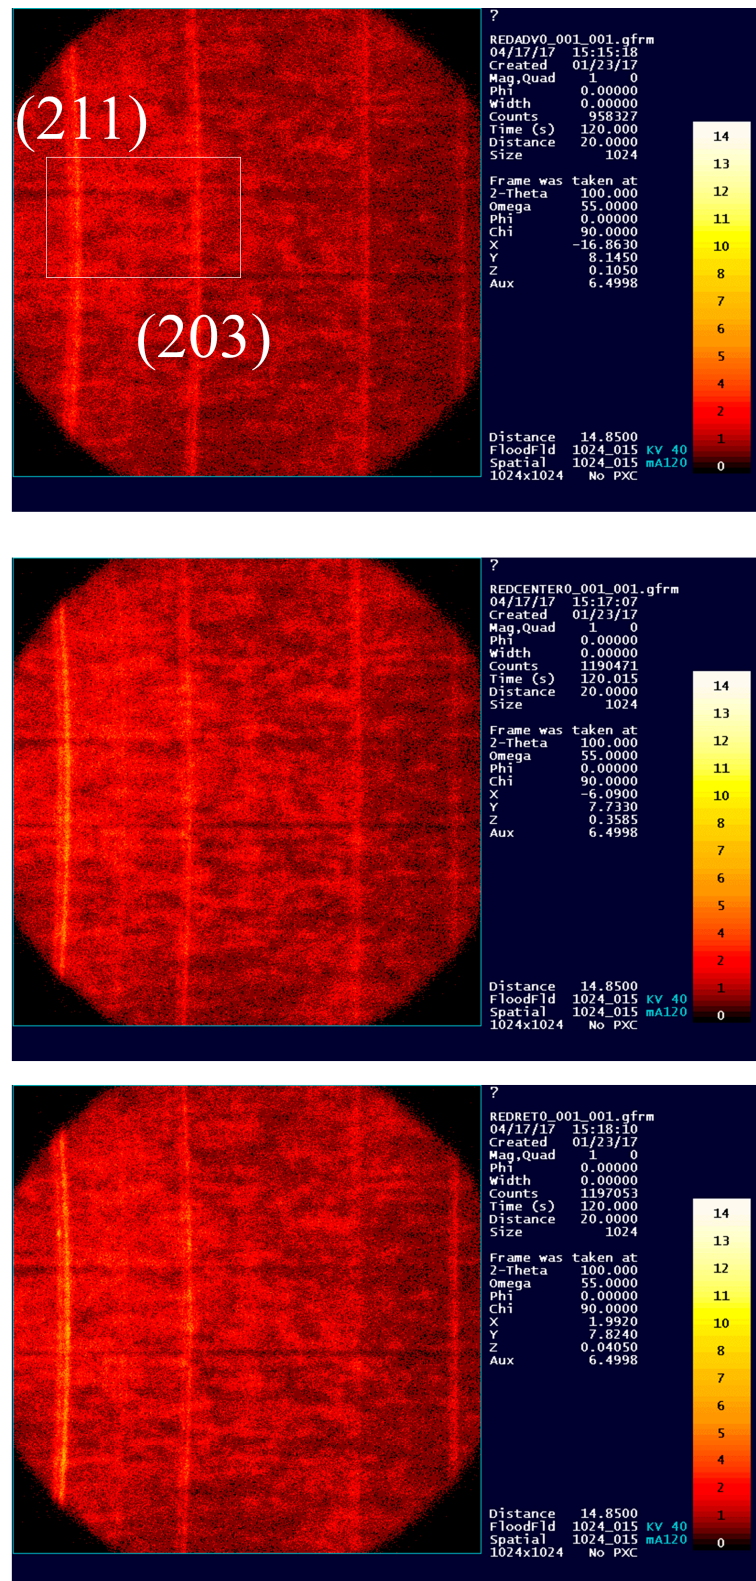 ?
REDADV0_001_001.gfrm
04/17/17 15:15:18
Created 01/23/17
Mag,Quad 1 0
Phi 0.00000
Width 0.00000
Counts 958327
Time (s) 120.000
Distance 20.0000
Size 1024
Frame was taken at
2-Theta 100.000
Omega 55.0000
Phi 0.00000
Chi 90.0000
X -16.8630
Y 8.1450
Z 0.1050
Aux 6.4998
(211)
(203)
14
13
12
11
10
8
7
6
5
4
2
1
0
Distance 14.8500
FloodFld 1024_015 KV 40
Spatial 1024_015 mA120
1024x1024 No PXC
?
REDCENTER0_001_001.gfrm
04/17/17 15:17:07
Created 01/23/17
Mag,Quad 1 0
Phi 0.00000
Width 0.00000
Counts 1190471
Time (s) 120.015
Distance 20.0000
Size 1024
Frame was taken at
2-Theta 100.000
Omega 55.0000
Phi 0.00000
Chi 90.0000
X -6.0900
Y 7.7330
Z 0.3585
Aux 6.4998
14
13
12
11
10
8
7
6
5
4
2
1
0
Distance 14.8500
FloodFld 1024_015 KV 40
Spatial 1024_015 mA120
1024x1024 No PXC
?
REDRET0_001_001.gfrm
04/17/17 15:18:10
Created 01/23/17
Mag,Quad 1 0
Phi 0.00000
Width 0.00000
Counts 1197053
Time (s) 120.000
Distance 20.0000
Size 1024
Frame was taken at
2-Theta 100.000
Omega 55.0000
Phi 0.00000
Chi 90.0000
X 1.9920
Y 7.8240
Z 0.04050
Aux 6.4998
14
13
12
11
10
8
7
6
5
4
2
1
0
Distance 14.8500
FloodFld 1024_015 KV 40
Spatial 1024_015 mA120
1024x1024 No PXC